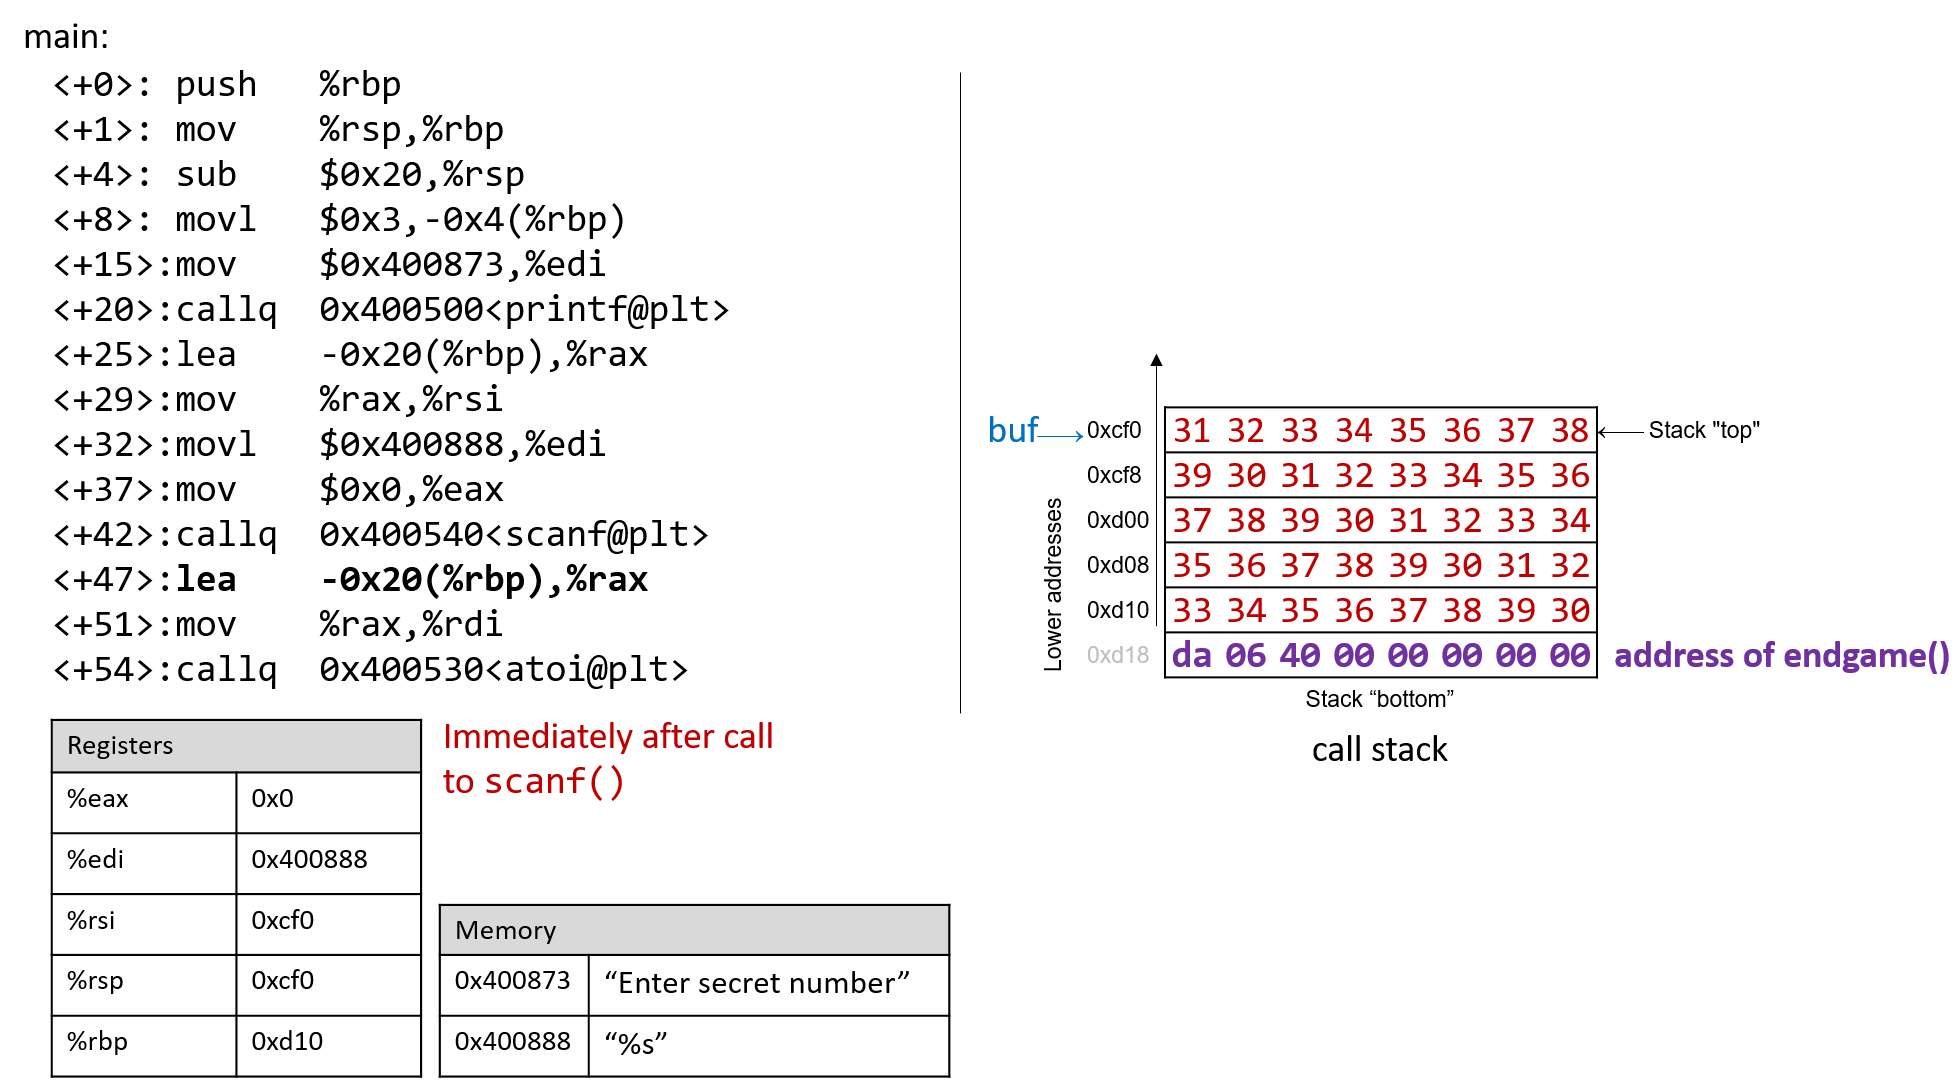 main:
<+0>: push %rbp
<+1>: mov %rsp,%rbp
<+4>: sub $0x20,%rsp
<+8>: movl $0x3,-0x4(%rbp)
<+15>:mov $0x400873,%edi
<+20>:callq 0x400500<printf@plt>
<+25>:lea -0x20(%rbp),%rax
<+29>:mov %rax,%rsi
<+32>:movl $0x400888,%edi
<+37>:mov $0x0,%eax
<+42>:callq 0x400540<scanf@plt>
<+47>:lea -0x20(%rbp),%rax
<+51>:mov %rax,%rdi
<+54>:callq 0x400530<atoi@plt>
Registers
%eax 0x0
%edi 0x400888
%rsi 0xcf0
%rsp 0xcf0
%rbp 0xd10
Immediately after call
to scanf()
Memory
0x400873 “Enter secret number”
0x400888 “%s”
buf 0xcf0 31 32 33 34 35 36 37 38 Stack "top"
0xcf8 39 30 31 32 33 34 35 36
0xd00 37 38 39 30 31 32 33 34
0xd08 35 36 37 38 39 30 31 32
0xd10 33 34 35 36 37 38 39 30
0xd18 da 06 40 00 00 00 00 00 address of endgame()
Lower addresses
Stack “bottom”
call stack